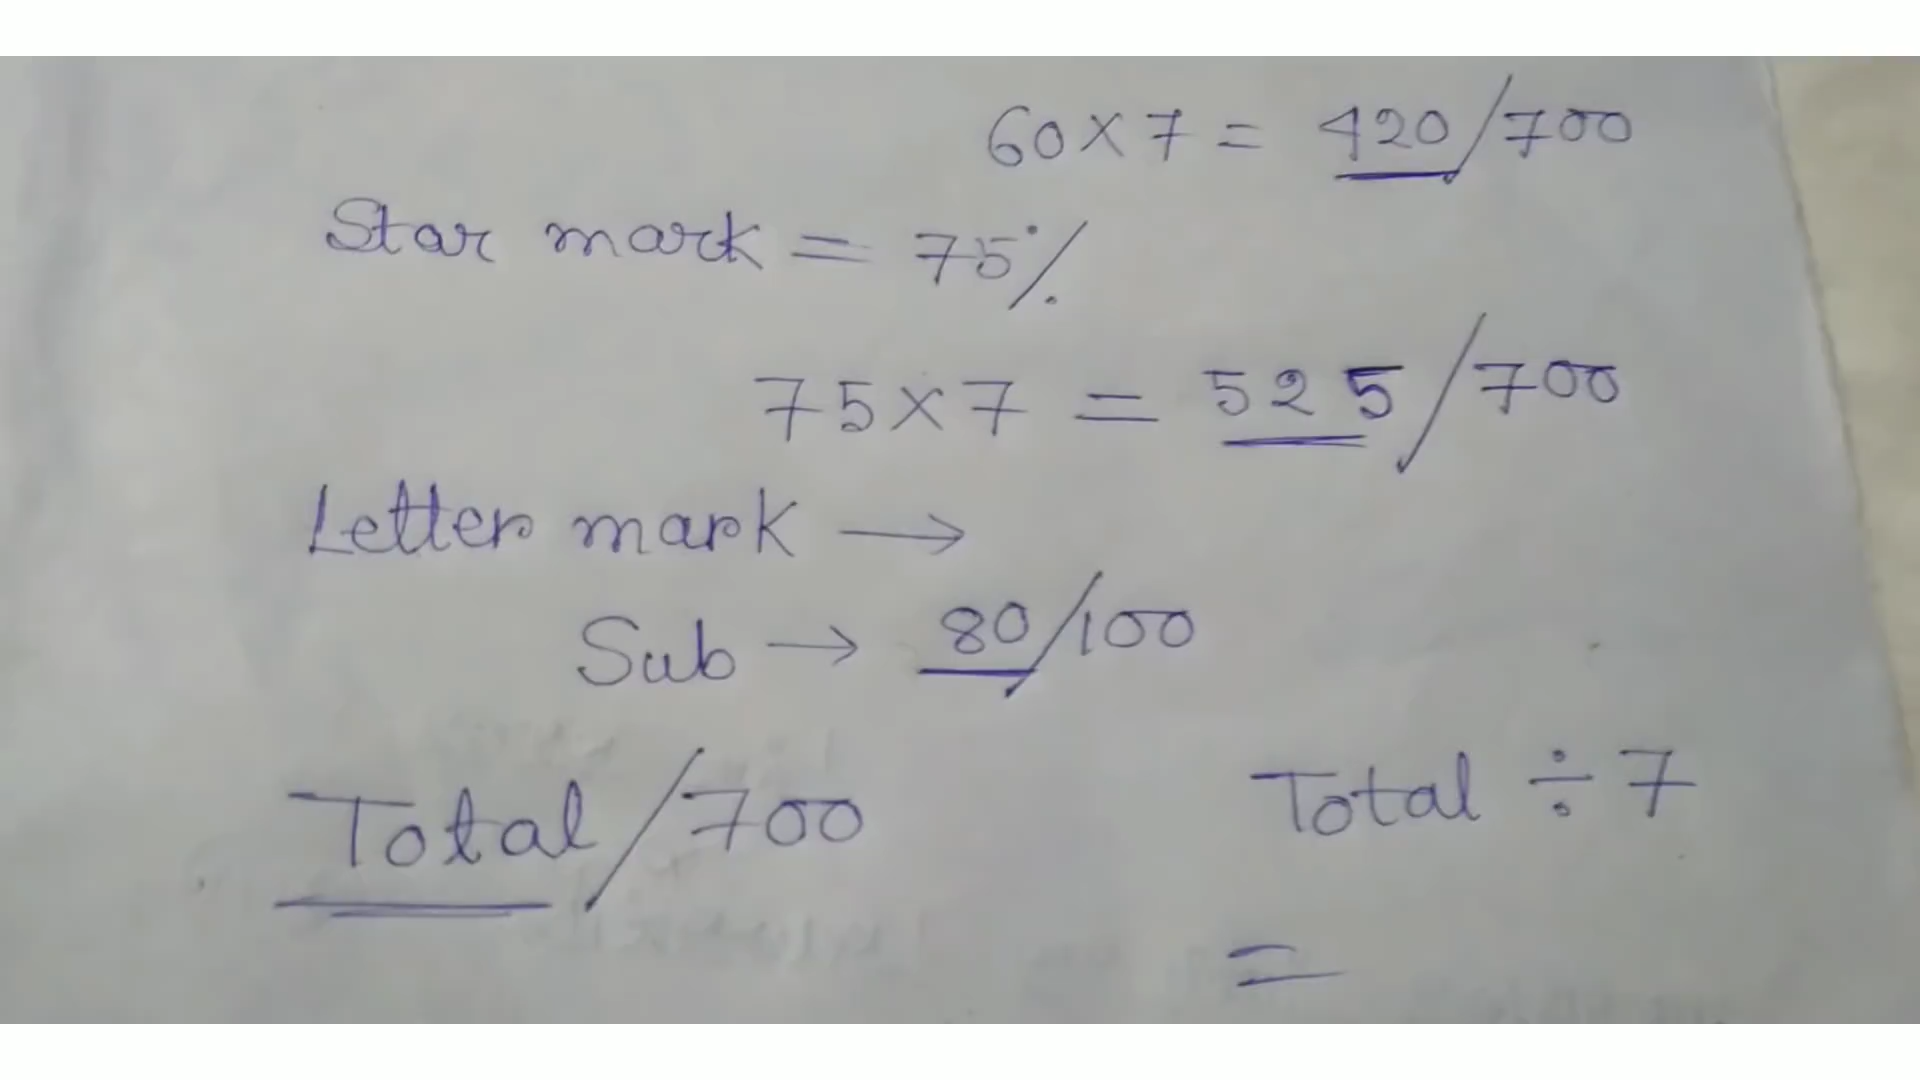 60×7 = 420/700
Star mark = 75%
75×7 = 525/700
Letter mark →
Sub → 80/100
Total/700
Total ÷ 7
=